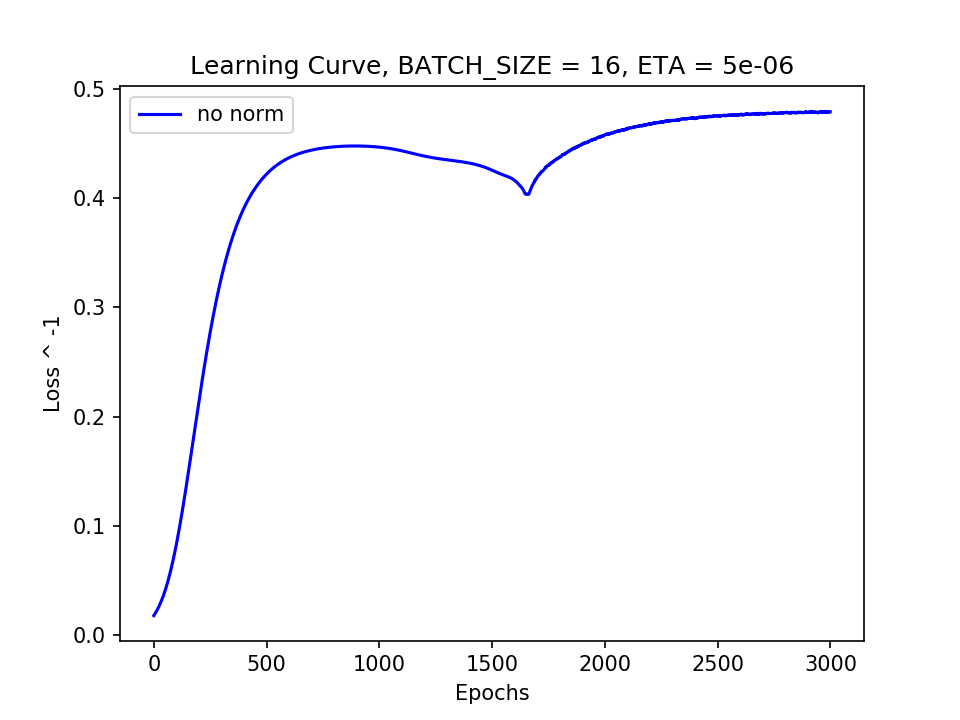 Learning Curve, BATCH_SIZE = 16, ETA = 5e-06
no norm
Loss ^ -1
0.5
0.4
0.3
0.2
0.1
0.0
0 500 1000 1500 2000 2500 3000
Epochs